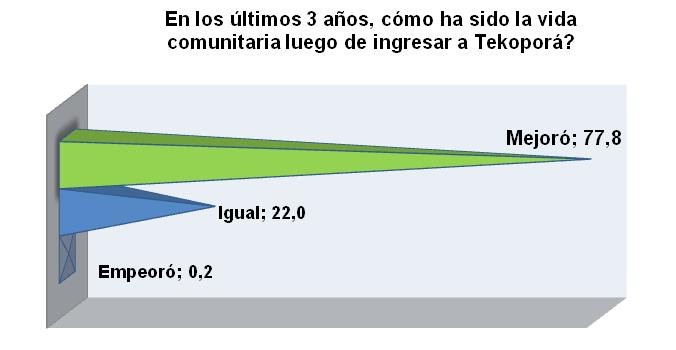 En los últimos 3 años, cómo ha sido la vida
comunitaria luego de ingresar a Tekoporá?
Mejoró; 77,8
Igual; 22,0
Empeoró; 0,2